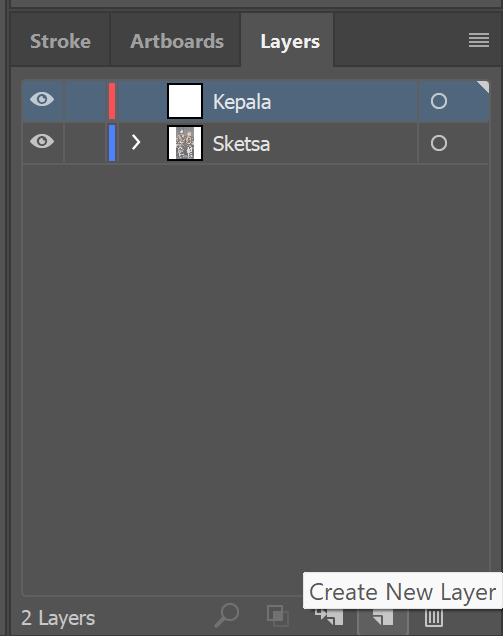 Stroke Artboards Layers
Kepala
Sketsa
Create New Layer
2 Layers